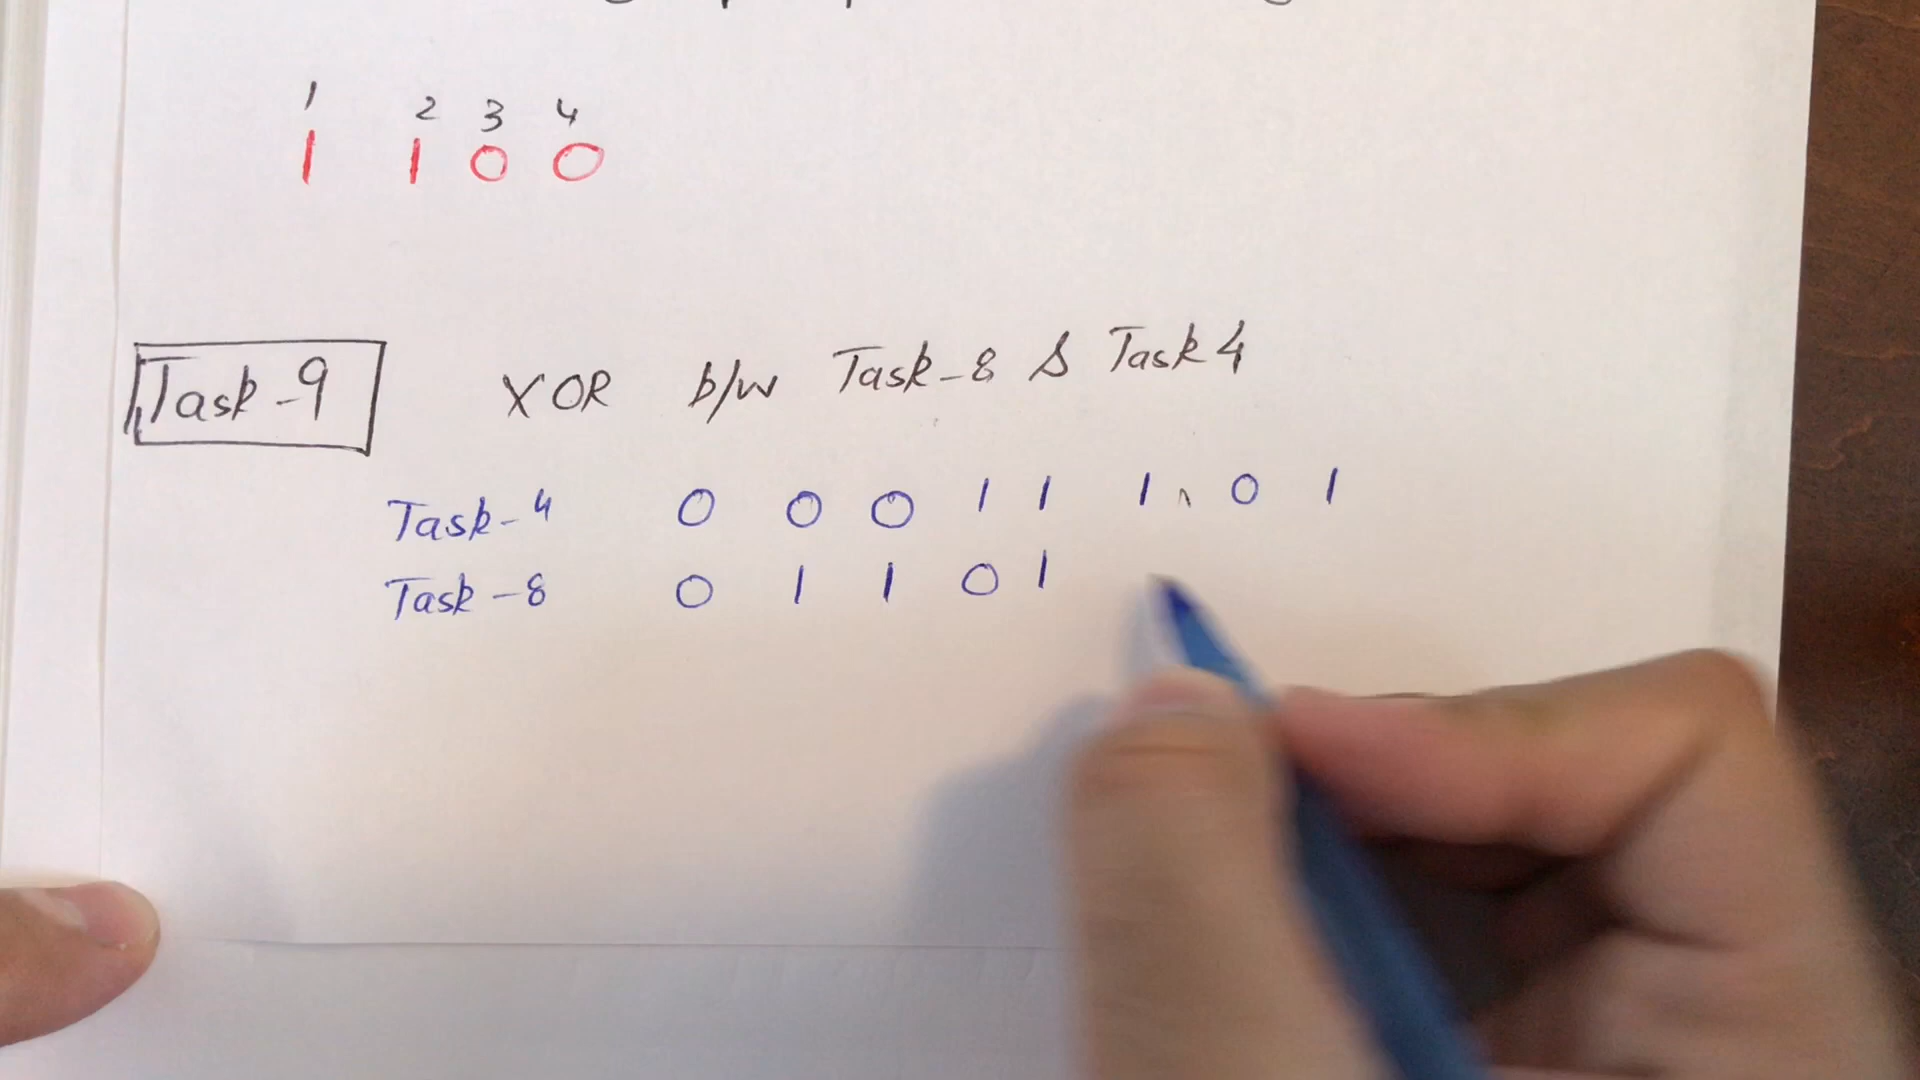 1 2 3 4
1 1 0 0
Task-9 XOR b/w Task-8 & Task 4
Task-4 0 0 0 1 1 1 0 1
Task-8 0 1 1 0 1